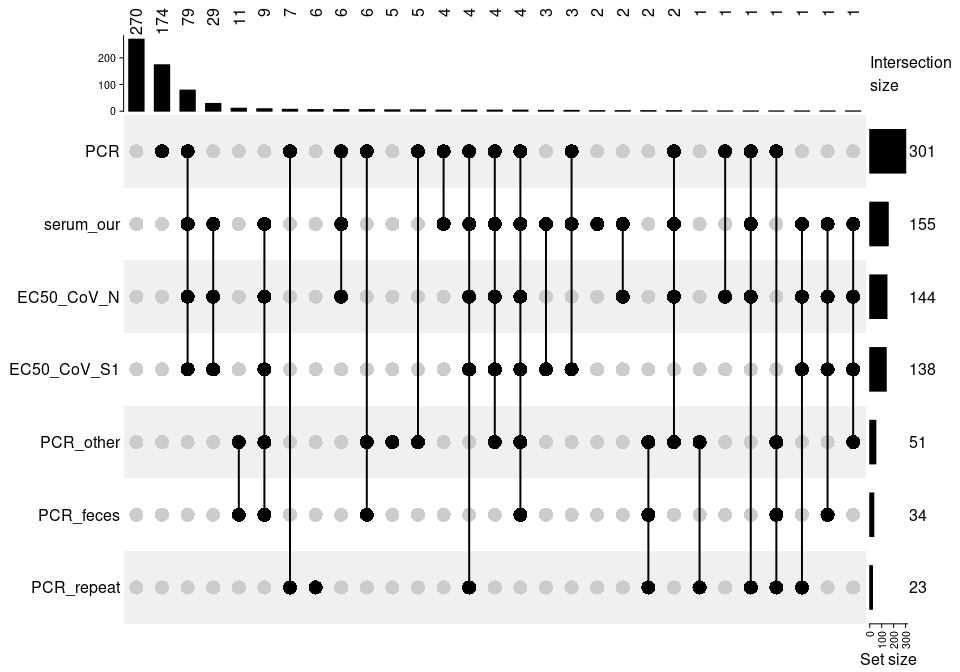 270 174 79 29 11 9 7 6 6 6 5 5 4 4 4 4 3 3 2 2 2 2 1 1 1 1 1 1 1
200
100
0
Intersection
size
PCR 301
serum_our 155
EC50_CoV_N 144
EC50_CoV_S1 138
PCR_other 51
PCR_feces 34
PCR_repeat 23
0 100 200 300
Set size